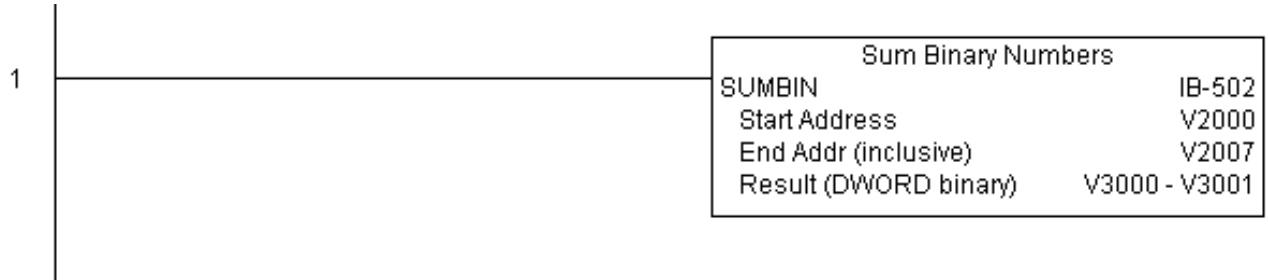 Sum Binary Numbers
1
SUMBIN IB-502
Start Address V2000
End Addr (inclusive) V2007
Result (DWORD binary) V3000 - V3001